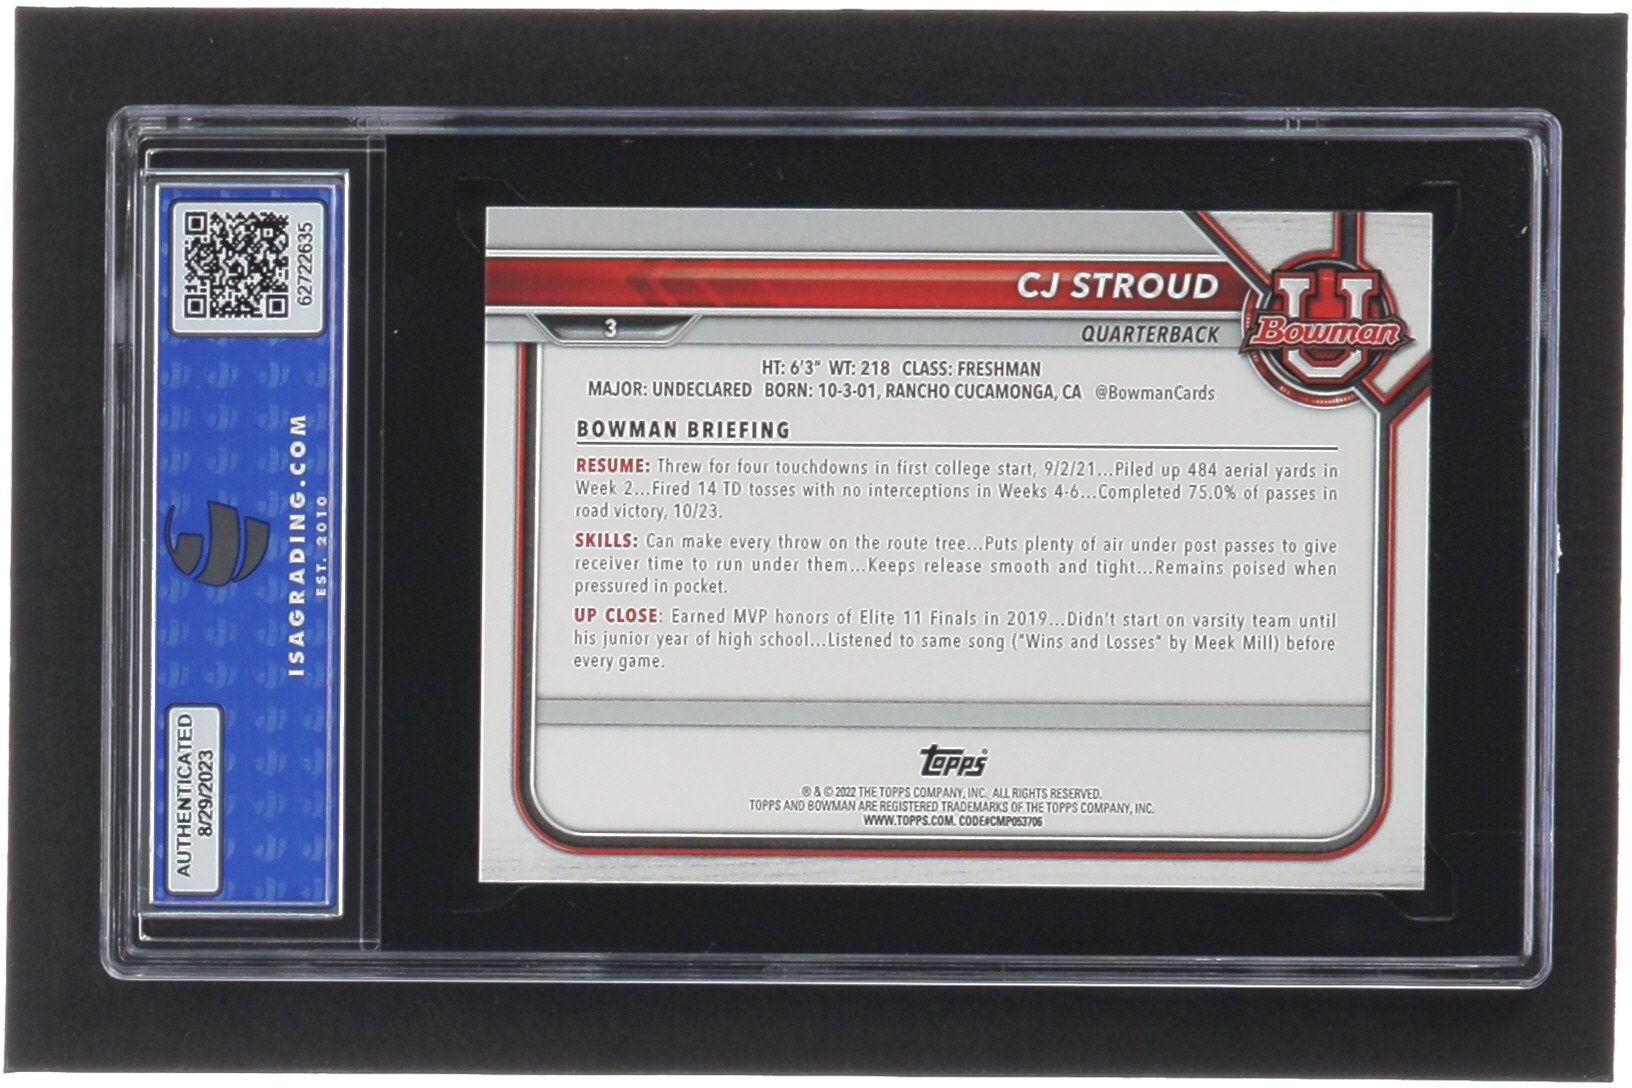 62722635
ISAGRADING.COM
EST. 2010
AUTHENTICATED
8/29/2023
CJ STROUD
3
QUARTERBACK
U
Bowman
HT: 6'3" WT: 218 CLASS: FRESHMAN
MAJOR: UNDECLARED BORN: 10-3-01, RANCHO CUCAMONGA, CA @BowmanCards
BOWMAN BRIEFING
RESUME: Threw for four touchdowns in first college start, 9/2/21...Piled up 484 aerial yards in
Week 2...Fired 14 TD tosses with no interceptions in Weeks 4-6...Completed 75.0% of passes in
road victory, 10/23.
SKILLS: Can make every throw on the route tree...Puts plenty of air under post passes to give
receiver time to run under them...Keeps release smooth and tight...Remains poised when
pressured in pocket.
UP CLOSE: Earned MVP honors of Elite 11 Finals in 2019...Didn't start on varsity team until
his junior year of high school...Listened to same song ("Wins and Losses" by Meek Mill) before
every game.
Topps®
® & © 2022 THE TOPPS COMPANY, INC. ALL RIGHTS RESERVED.
TOPPS AND BOWMAN ARE REGISTERED TRADEMARKS OF THE TOPPS COMPANY, INC.
WWW.TOPPS.COM. CODE#CMP053706